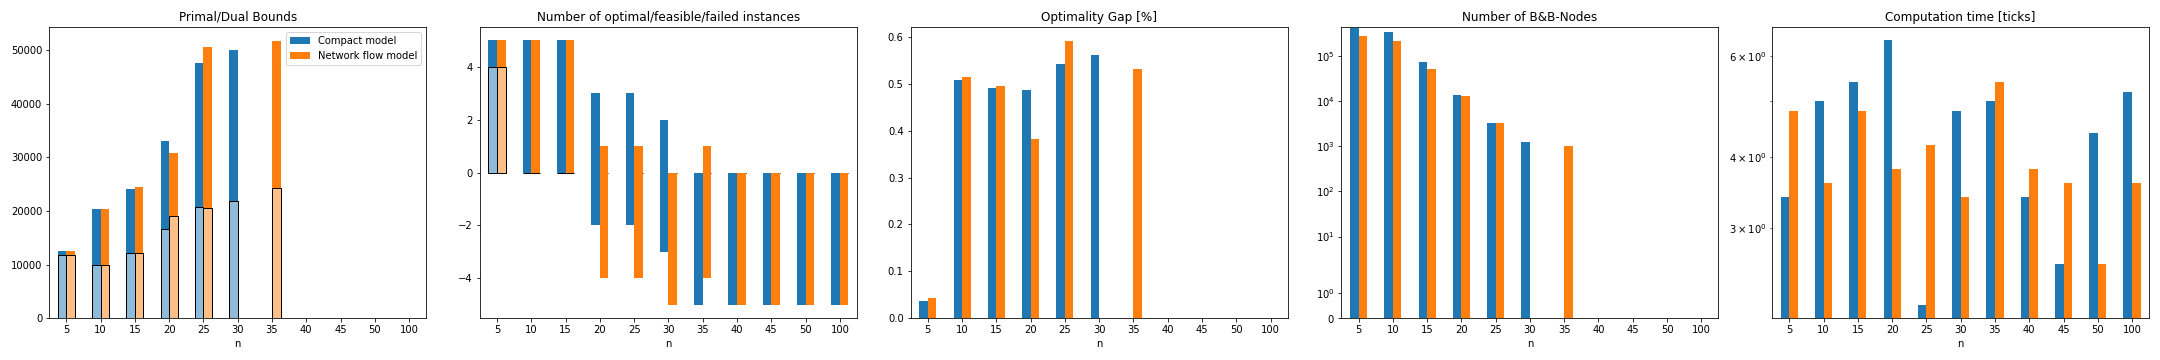 Primal/Dual Bounds
Compact model
Network flow model
50000
40000
30000
20000
10000
0
5 10 15 20 25 30 35 40 45 50 100
n
Number of optimal/feasible/failed instances
4
2
0
−2
−4
5 10 15 20 25 30 35 40 45 50 100
n
Optimality Gap [%]
0.6
0.5
0.4
0.3
0.2
0.1
0.0
5 10 15 20 25 30 35 40 45 50 100
n
Number of B&B-Nodes
10⁵
10⁴
10³
10²
10¹
10⁰
0
5 10 15 20 25 30 35 40 45 50 100
n
Computation time [ticks]
6 × 10⁰
4 × 10⁰
3 × 10⁰
5 10 15 20 25 30 35 40 45 50 100
n